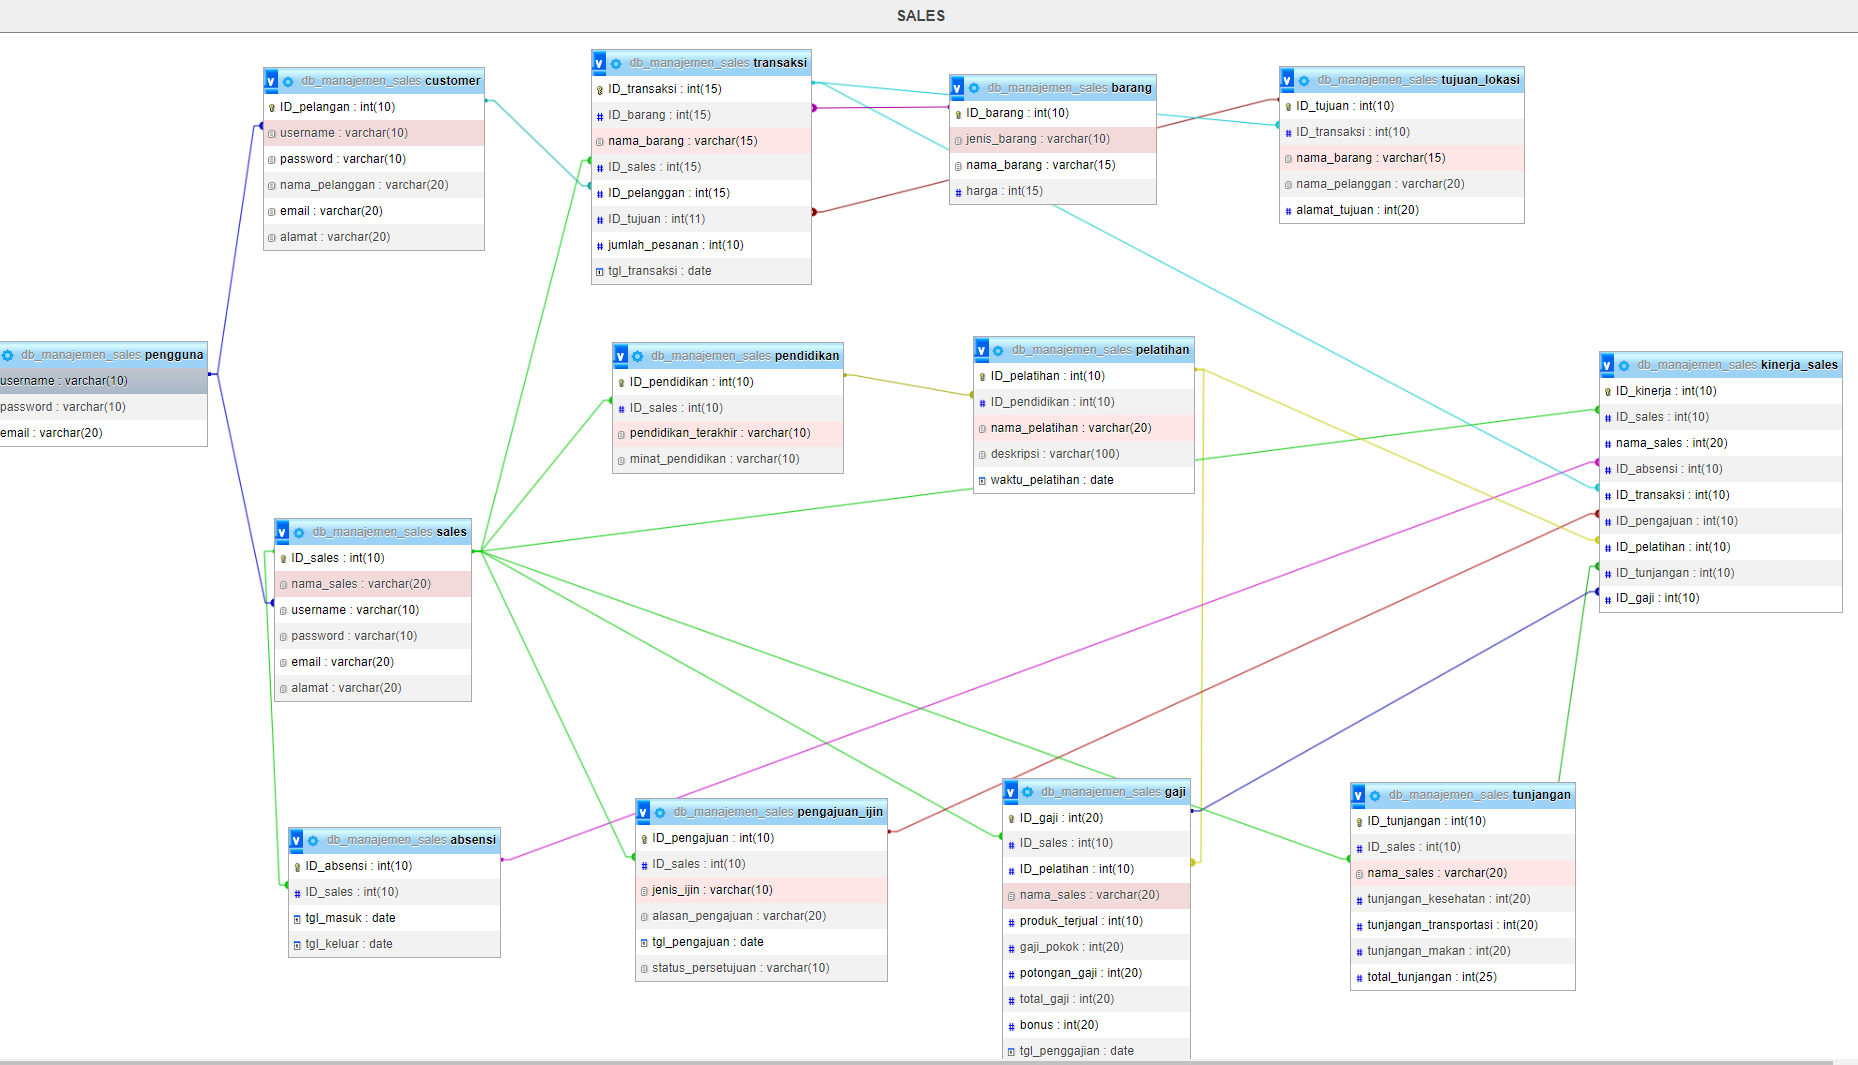 SALES
db_manajemen_sales customer
ID_pelangan : int(10)
username : varchar(10)
password : varchar(10)
nama_pelanggan : varchar(20)
email : varchar(20)
alamat : varchar(20)
db_manajemen_sales transaksi
ID_transaksi : int(15)
ID_barang : int(15)
nama_barang : varchar(15)
ID_sales : int(15)
ID_pelanggan : int(15)
ID_tujuan : int(11)
jumlah_pesanan : int(10)
tgl_transaksi : date
db_manajemen_sales barang
ID_barang : int(10)
jenis_barang : varchar(10)
nama_barang : varchar(15)
harga : int(15)
db_manajemen_sales tujuan_lokasi
ID_tujuan : int(10)
ID_transaksi : int(10)
nama_barang : varchar(15)
nama_pelanggan : varchar(20)
alamat_tujuan : int(20)
db_manajemen_sales pengguna
username : varchar(10)
password : varchar(10)
email : varchar(20)
db_manajemen_sales pendidikan
ID_pendidikan : int(10)
ID_sales : int(10)
pendidikan_terakhir : varchar(10)
minat_pendidikan : varchar(10)
db_manajemen_sales pelatihan
ID_pelatihan : int(10)
ID_pendidikan : int(10)
nama_pelatihan : varchar(20)
deskripsi : varchar(100)
waktu_pelatihan : date
db_manajemen_sales kinerja_sales
ID_kinerja : int(10)
ID_sales : int(10)
nama_sales : int(20)
ID_absensi : int(10)
ID_transaksi : int(10)
ID_pengajuan : int(10)
ID_pelatihan : int(10)
ID_tunjangan : int(10)
ID_gaji : int(10)
db_manajemen_sales sales
ID_sales : int(10)
nama_sales : varchar(20)
username : varchar(10)
password : varchar(10)
email : varchar(20)
alamat : varchar(20)
db_manajemen_sales absensi
ID_absensi : int(10)
ID_sales : int(10)
tgl_masuk : date
tgl_keluar : date
db_manajemen_sales pengajuan_ijin
ID_pengajuan : int(10)
ID_sales : int(10)
jenis_ijin : varchar(10)
alasan_pengajuan : varchar(20)
tgl_pengajuan : date
status_persetujuan : varchar(10)
db_manajemen_sales gaji
ID_gaji : int(20)
ID_sales : int(10)
ID_pelatihan : int(10)
nama_sales : varchar(20)
produk_terjual : int(10)
gaji_pokok : int(20)
potongan_gaji : int(20)
total_gaji : int(20)
bonus : int(20)
tgl_penggajian : date
db_manajemen_sales tunjangan
ID_tunjangan : int(10)
ID_sales : int(10)
nama_sales : varchar(20)
tunjangan_kesehatan : int(20)
tunjangan_transportasi : int(20)
tunjangan_makan : int(20)
total_tunjangan : int(25)